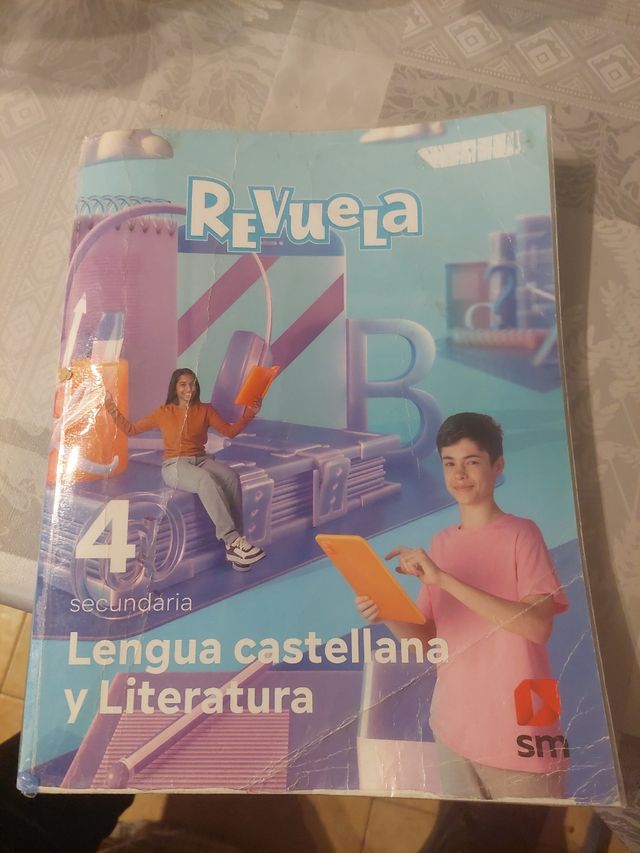 REVUELA
4
secundaria
Lengua castellana
y Literatura
sm